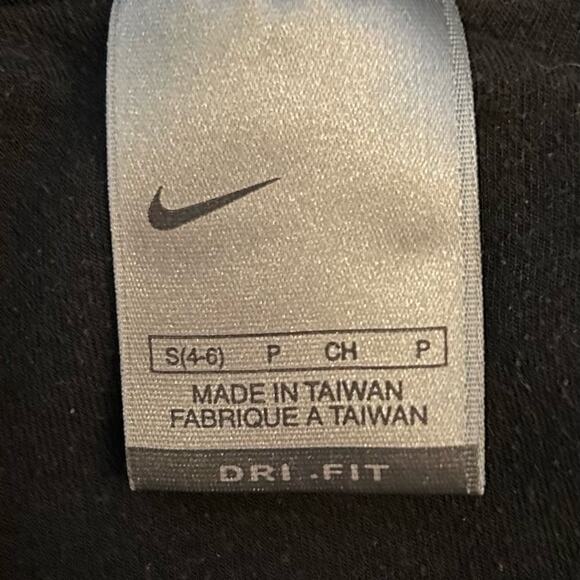 S(4-6) P CH P
MADE IN TAIWAN
FABRIQUE A TAIWAN
DRI.FIT